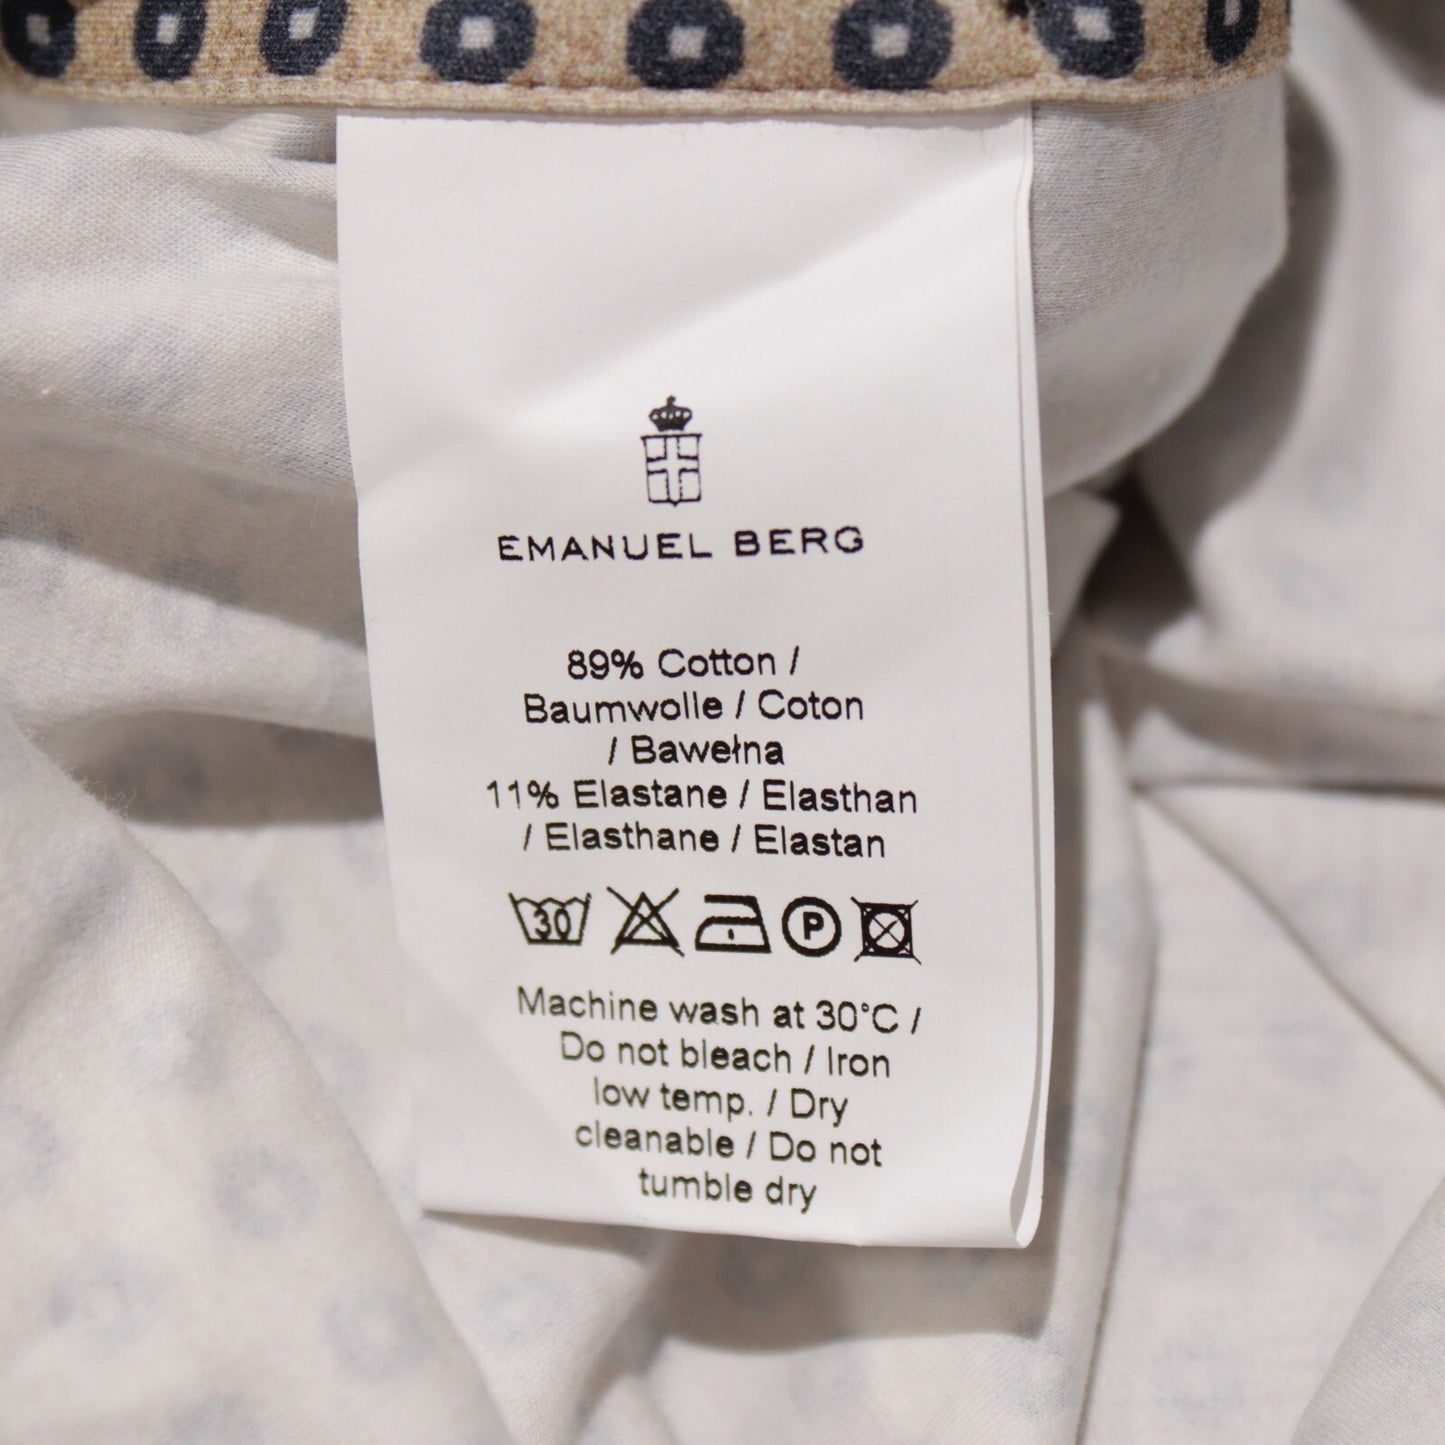 EMANUEL BERG
89% Cotton /
Baumwolle / Coton
/ Bawełna
11% Elastane / Elasthan
/ Elasthane / Elastan
30 P
Machine wash at 30°C /
Do not bleach / Iron
low temp. / Dry
cleanable / Do not
tumble dry